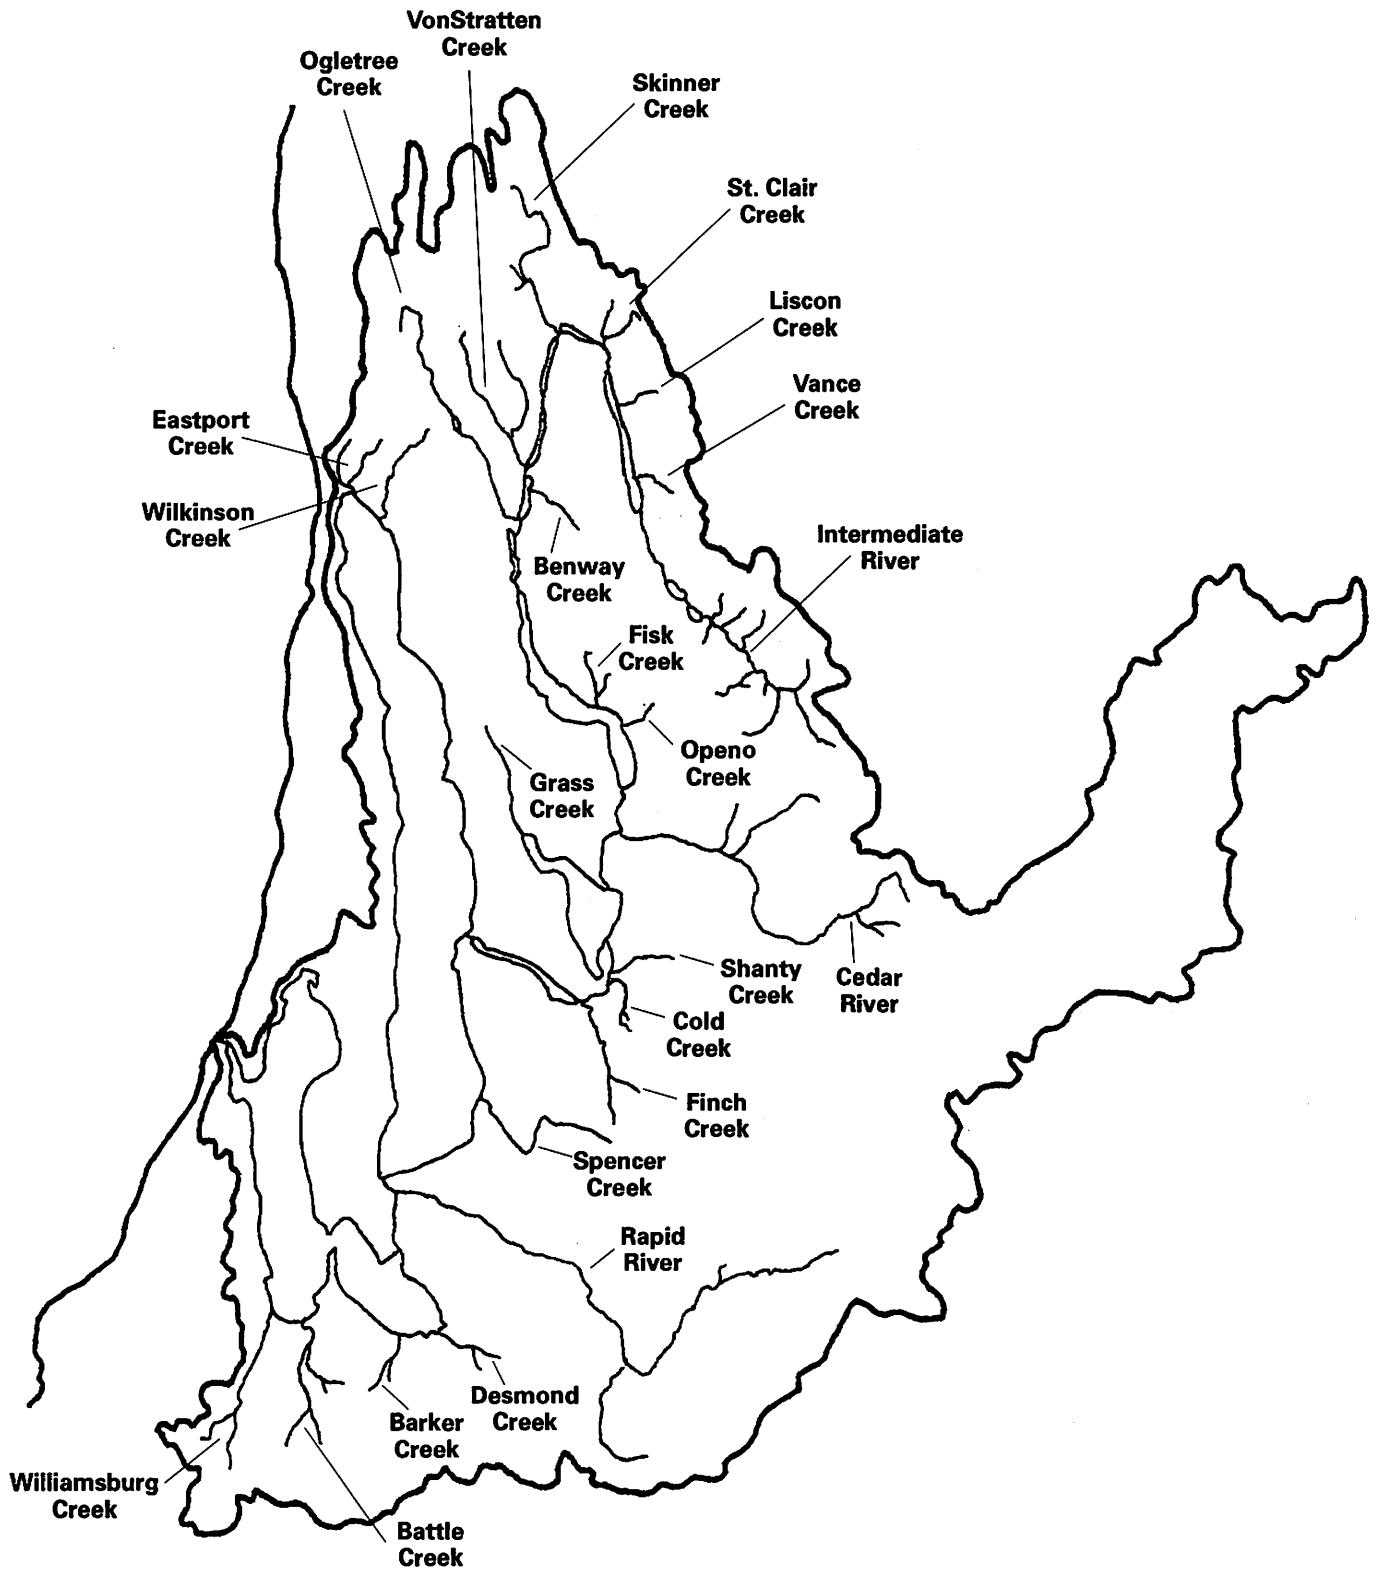 VonStratten
Creek
Ogletree
Creek
Skinner
Creek
St. Clair
Creek
Liscon
Creek
Vance
Creek
Eastport
Creek
Wilkinson
Creek
Intermediate
River
Benway
Creek
Fisk
Creek
Openo
Creek
Grass
Creek
Shanty
Creek
Cedar
River
Cold
Creek
Finch
Creek
Spencer
Creek
Rapid
River
Desmond
Creek
Barker
Creek
Williamsburg
Creek
Battle
Creek